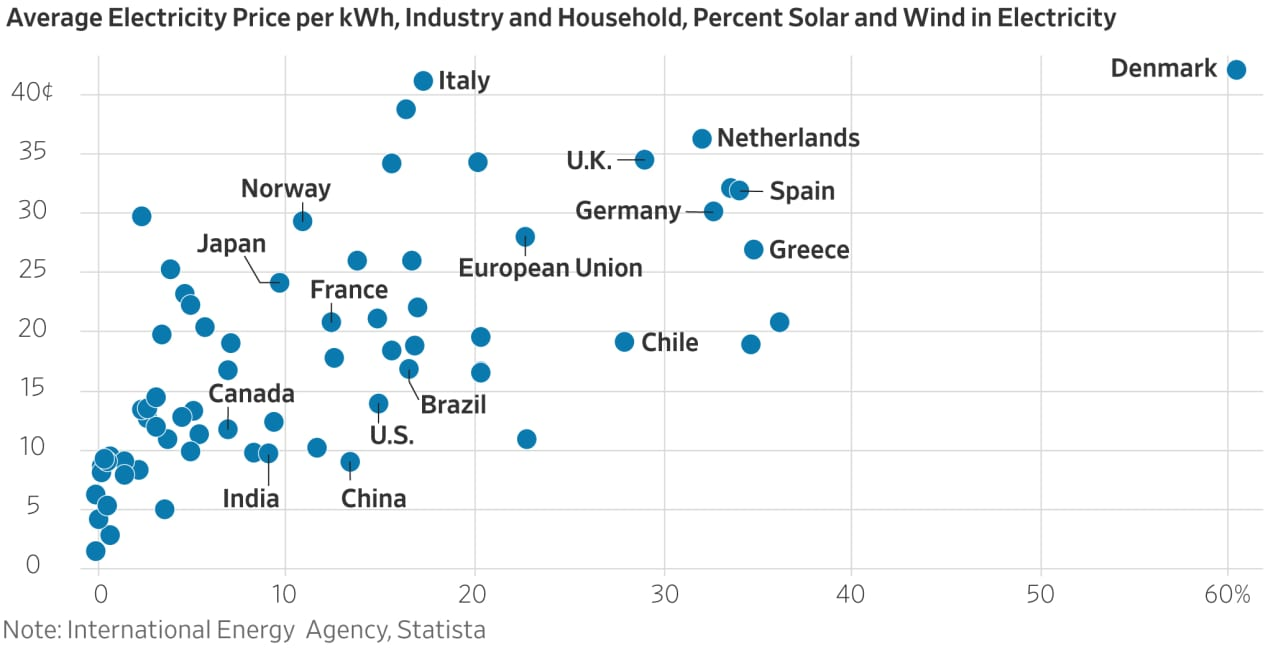 Average Electricity Price per kWh, Industry and Household, Percent Solar and Wind in Electricity
Denmark
Italy
40¢
Netherlands
35
U.K.
Norway
Spain
30
Germany
Japan
Greece
European Union
25
France
20
Chile
15
Canada
Brazil
U.S.
10
India
China
5
0
0 10 20 30 40 50 60%
Note: International Energy Agency, Statista